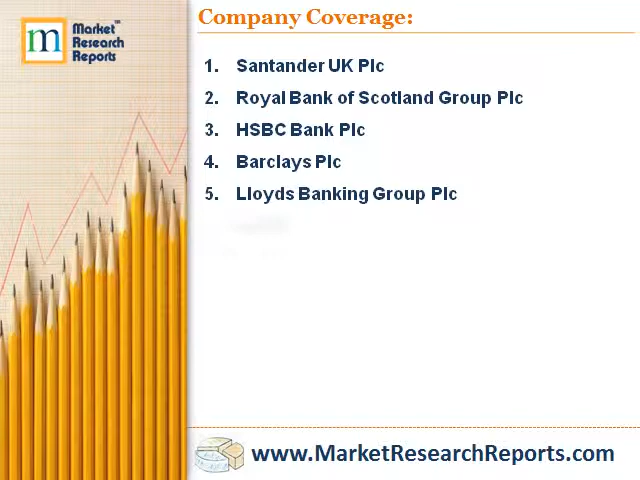 Company Coverage:
m Market Research Reports™
1. Santander UK Plc
2. Royal Bank of Scotland Group Plc
3. HSBC Bank Plc
4. Barclays Plc
5. Lloyds Banking Group Plc
www.MarketResearchReports.com